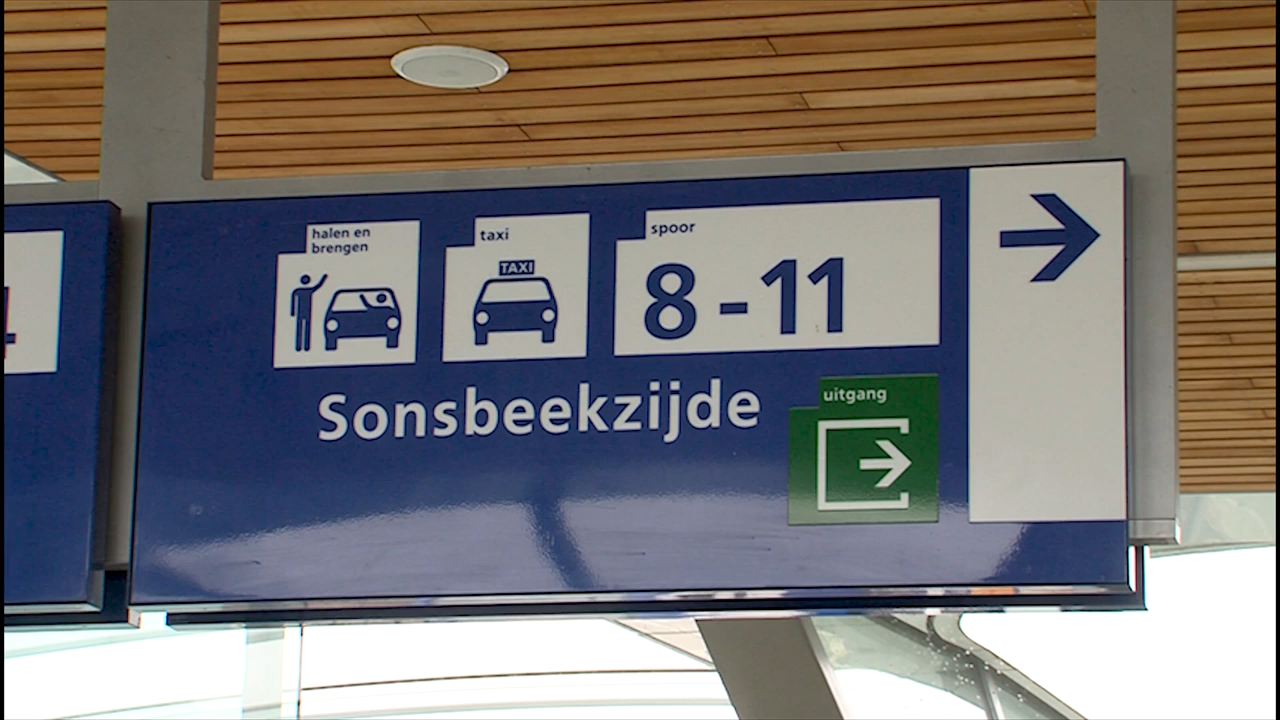 halen en
brengen
taxi
TAXI
spoor
8 - 11
Sonsbeekzijde
uitgang